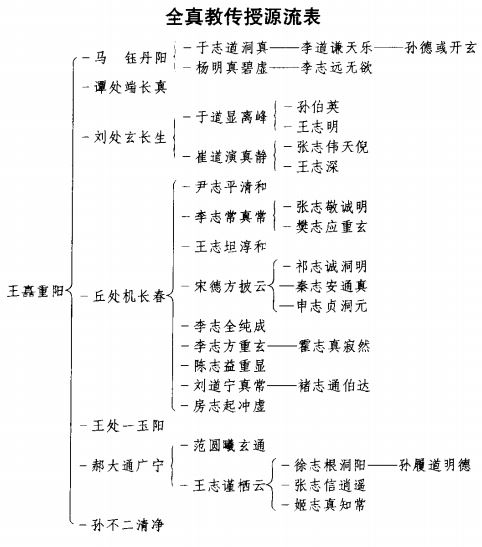 全真教传授源流表
于志道洞真——李道谦天乐——孙德或开玄
马 钰丹阳
杨明真碧虚——李志远无欲
谭处端长真
孙伯英
于道显离峰
王志明
刘处玄长生
张志伟天倪
崔道演真静
王志深
尹志平清和
张志敬诚明
李志常真常
樊志应重玄
王志坦淳和
祁志诚洞明
王嚞重阳
丘处机长春
宋德方披云
秦志安通真
申志贞洞元
李志全纯成
李志方重玄——霍志真寂然
陈志益重显
刘道宁真常——褚志通伯达
房志起冲虚
王处一玉阳
范圆曦玄通
郝大通广宁
徐志根洞阳——孙履道明德
王志谨栖云
张志信逍遥
姬志真知常
孙不二清净